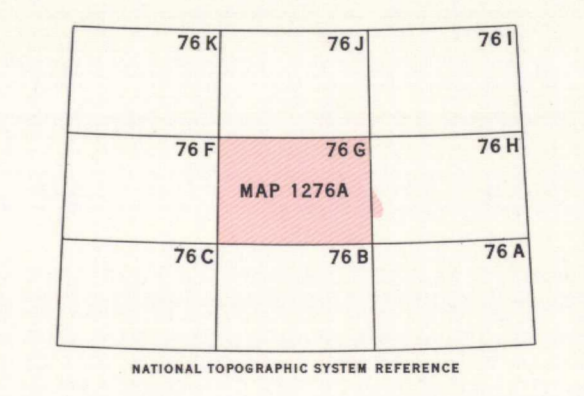 76 K 76 J 76 I
76 F 76 G 76 H
MAP 1276A
76 C 76 B 76 A
NATIONAL TOPOGRAPHIC SYSTEM REFERENCE